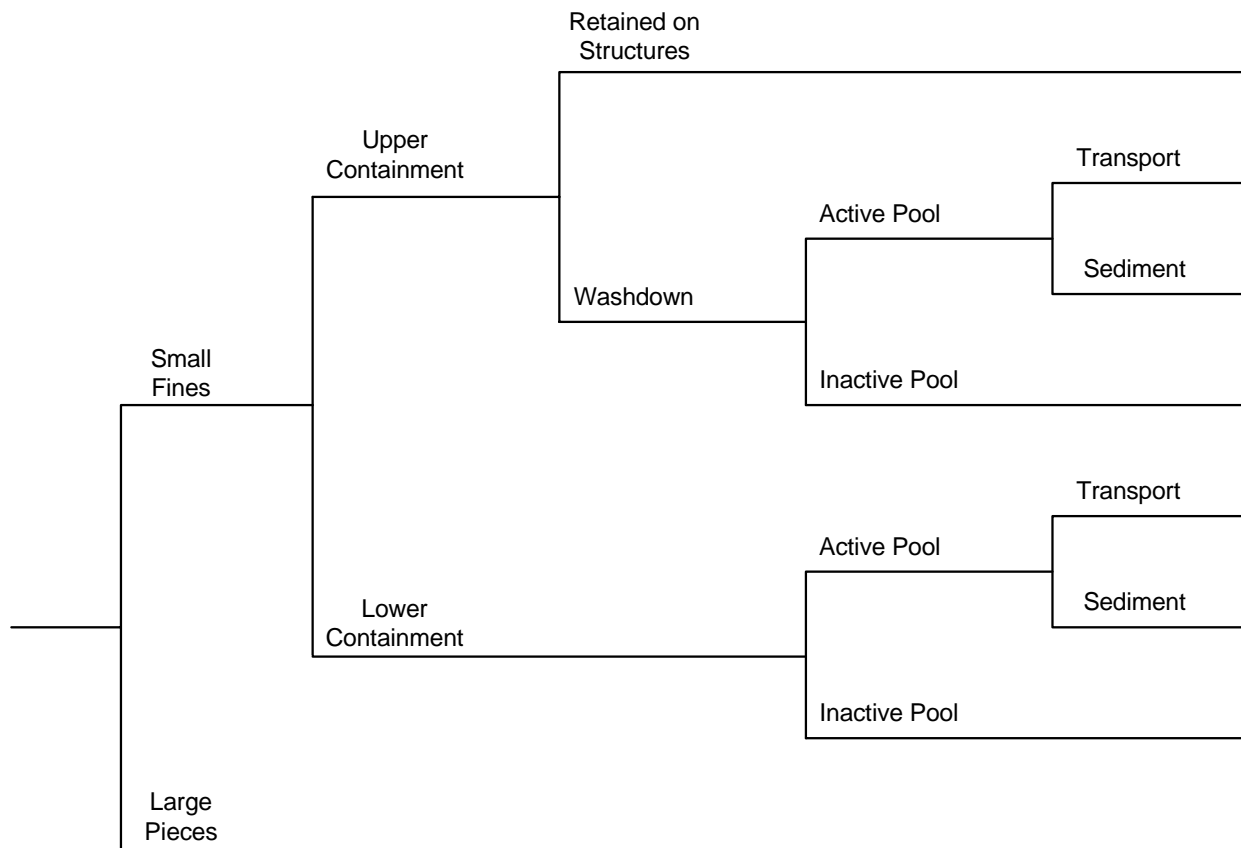 Retained on
Structures
Upper
Containment
Transport
Active Pool
Sediment
Washdown
Small
Fines
Inactive Pool
Transport
Active Pool
Sediment
Lower
Containment
Inactive Pool
Large
Pieces